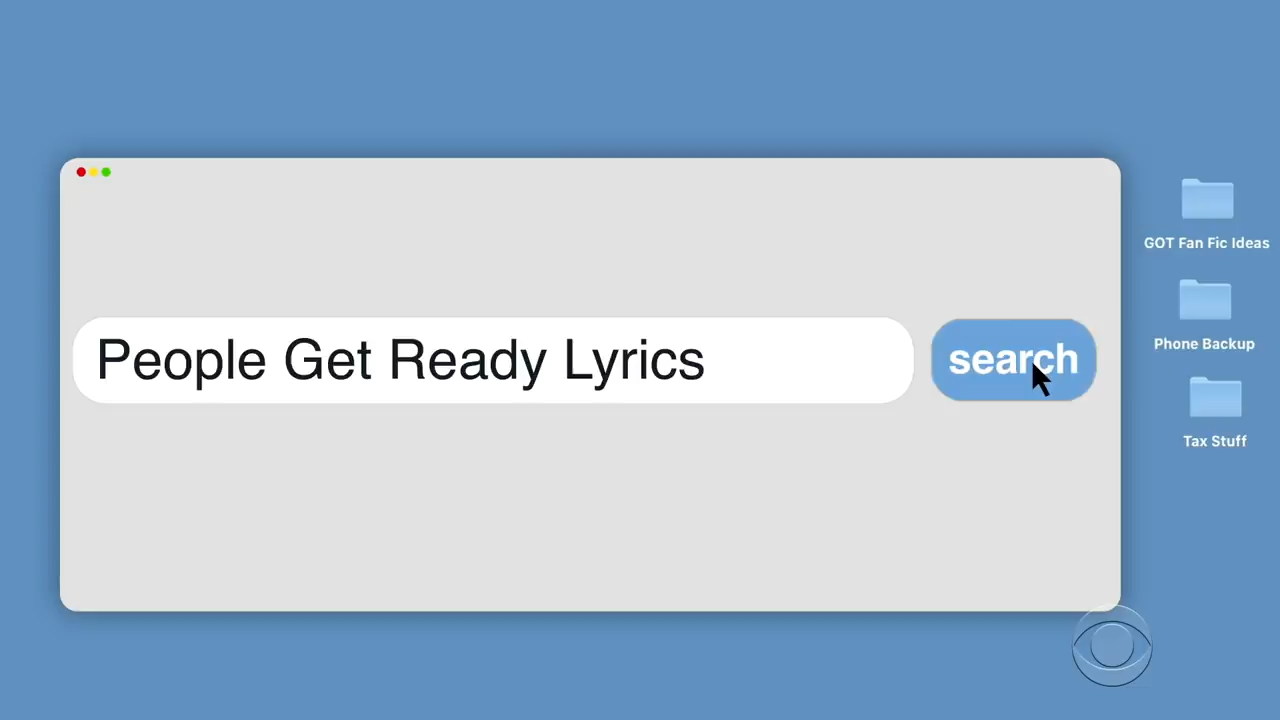 People Get Ready Lyrics
search
GOT Fan Fic Ideas
Phone Backup
Tax Stuff